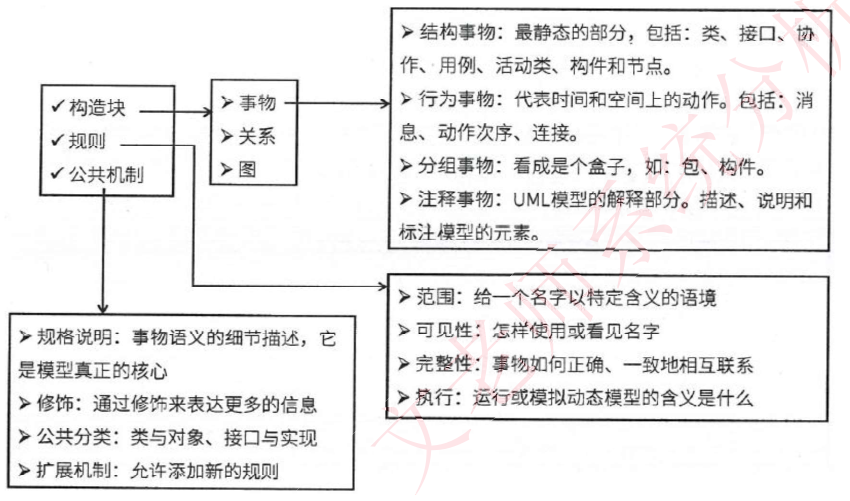 ✓ 构造块
✓ 规则
✓ 公共机制
➢ 事物
➢ 关系
➢ 图
➢ 结构事物：最静态的部分，包括：类、接口、协
作、用例、活动类、构件和节点。
➢ 行为事物：代表时间和空间上的动作。包括：消
息、动作次序、连接。
➢ 分组事物：看成是个盒子，如：包、构件。
➢ 注释事物：UML模型的解释部分。描述、说明和
标注模型的元素。
➢ 范围：给一个名字以特定含义的语境
➢ 可见性：怎样使用或看见名字
➢ 完整性：事物如何正确、一致地相互联系
➢ 执行：运行或模拟动态模型的含义是什么
➢ 规格说明：事物语义的细节描述，它
是模型真正的核心
➢ 修饰：通过修饰来表达更多的信息
➢ 公共分类：类与对象、接口与实现
➢ 扩展机制：允许添加新的规则
文老师系统分析